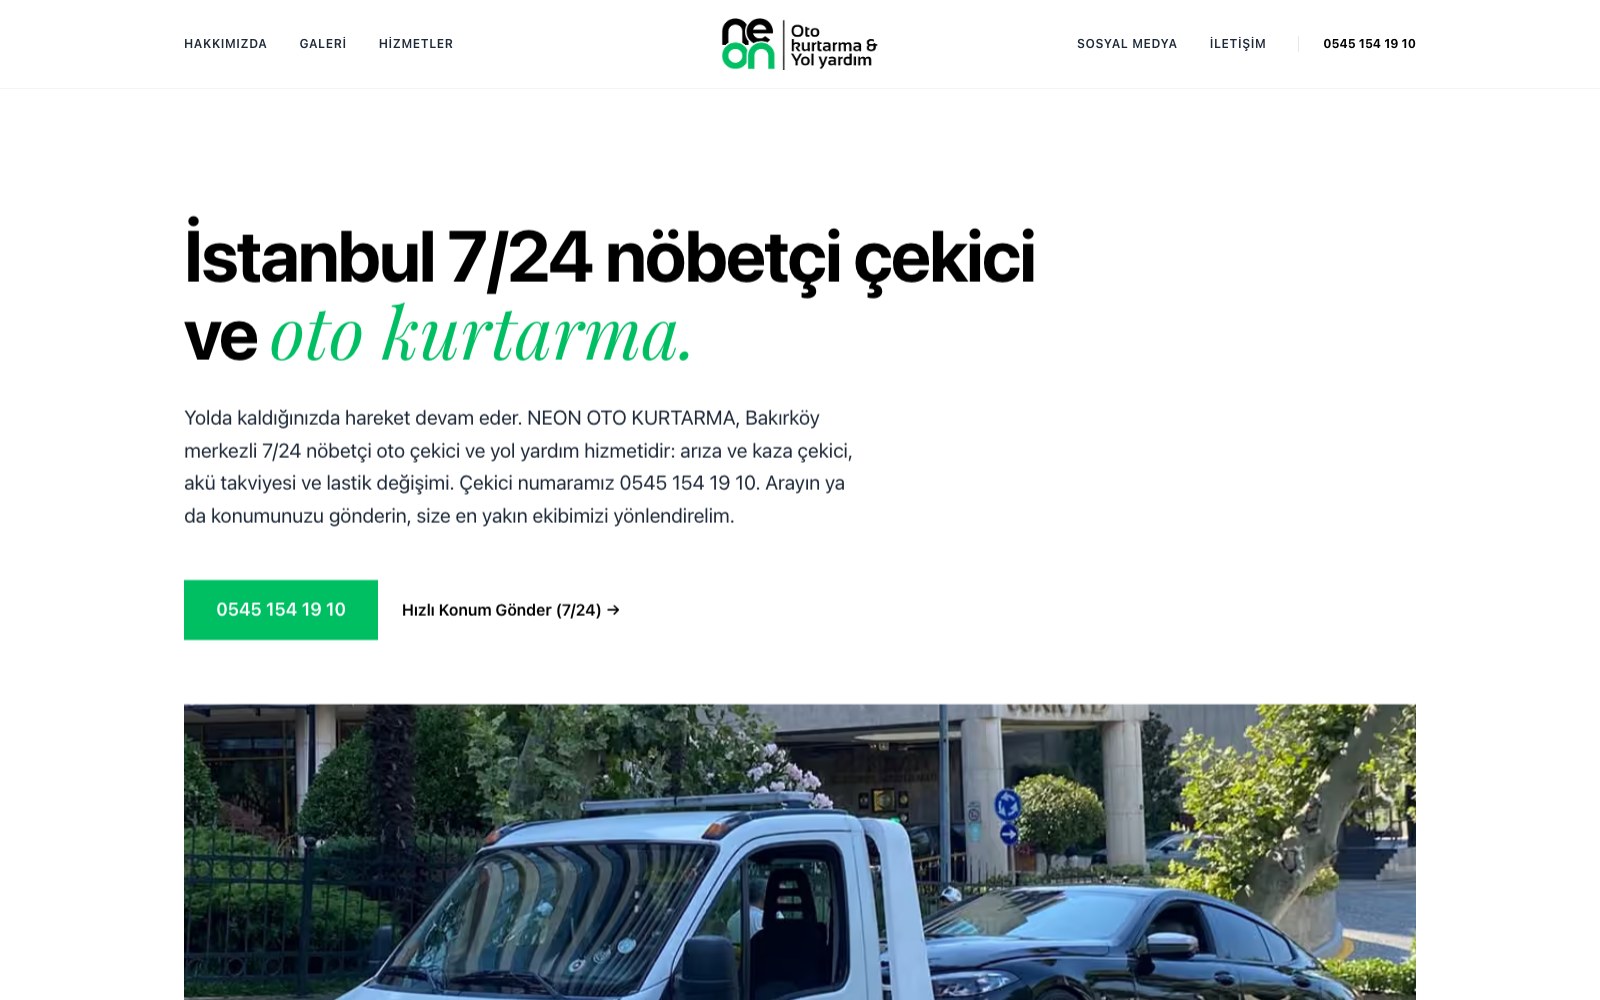 HAKKIMIZDA
GALERİ
HİZMETLER
neon
Oto
kurtarma &
Yol yardım
SOSYAL MEDYA
İLETİŞİM
0545 154 19 10
İstanbul 7/24 nöbetçi çekici
ve oto kurtarma.
Yolda kaldığınızda hareket devam eder. NEON OTO KURTARMA, Bakırköy
merkezli 7/24 nöbetçi oto çekici ve yol yardım hizmetidir: arıza ve kaza çekici,
akü takviyesi ve lastik değişimi. Çekici numaramız 0545 154 19 10. Arayın ya
da konumunuzu gönderin, size en yakın ekibimizi yönlendirelim.
0545 154 19 10
Hızlı Konum Gönder (7/24) →